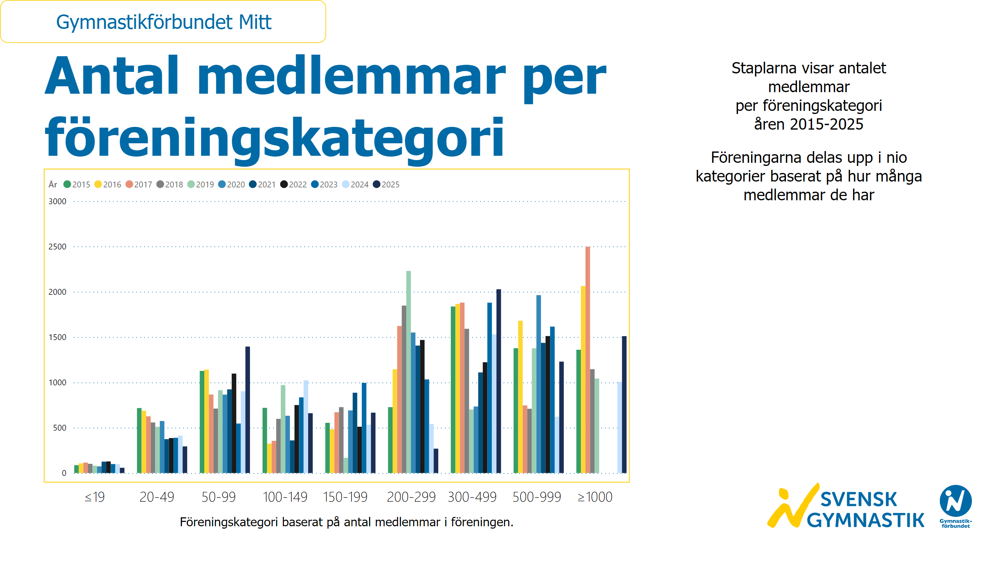 Gymnastikförbundet Mitt
Antal medlemmar per
föreningskategori
Staplarna visar antalet
medlemmar
per föreningskategori
åren 2015-2025
Föreningarna delas upp i nio
kategorier baserat på hur många
medlemmar de har
År 2015 2016 2017 2018 2019 2020 2021 2022 2023 2024 2025
3000
2500
2000
1500
1000
500
0
≤19 20-49 50-99 100-149 150-199 200-299 300-499 500-999 ≥1000
Föreningskategori baserat på antal medlemmar i föreningen.
SVENSK
GYMNASTIK
Gymnastik-
förbundet